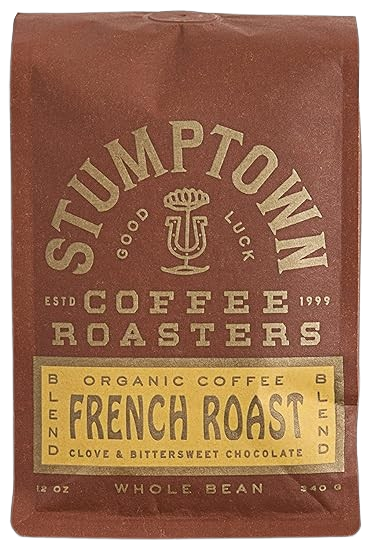 STUMPTOWN
GOOD LUCK
ESTD COFFEE 1999
ROASTERS
BLEND
ORGANIC COFFEE
FRENCH ROAST
CLOVE & BITTERSWEET CHOCOLATE
BLEND
12 OZ WHOLE BEAN 340 G